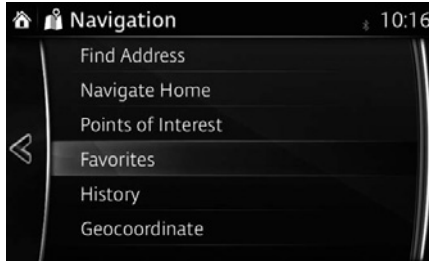 Navigation 10:16
Find Address
Navigate Home
Points of Interest
Favorites
History
Geocoordinate